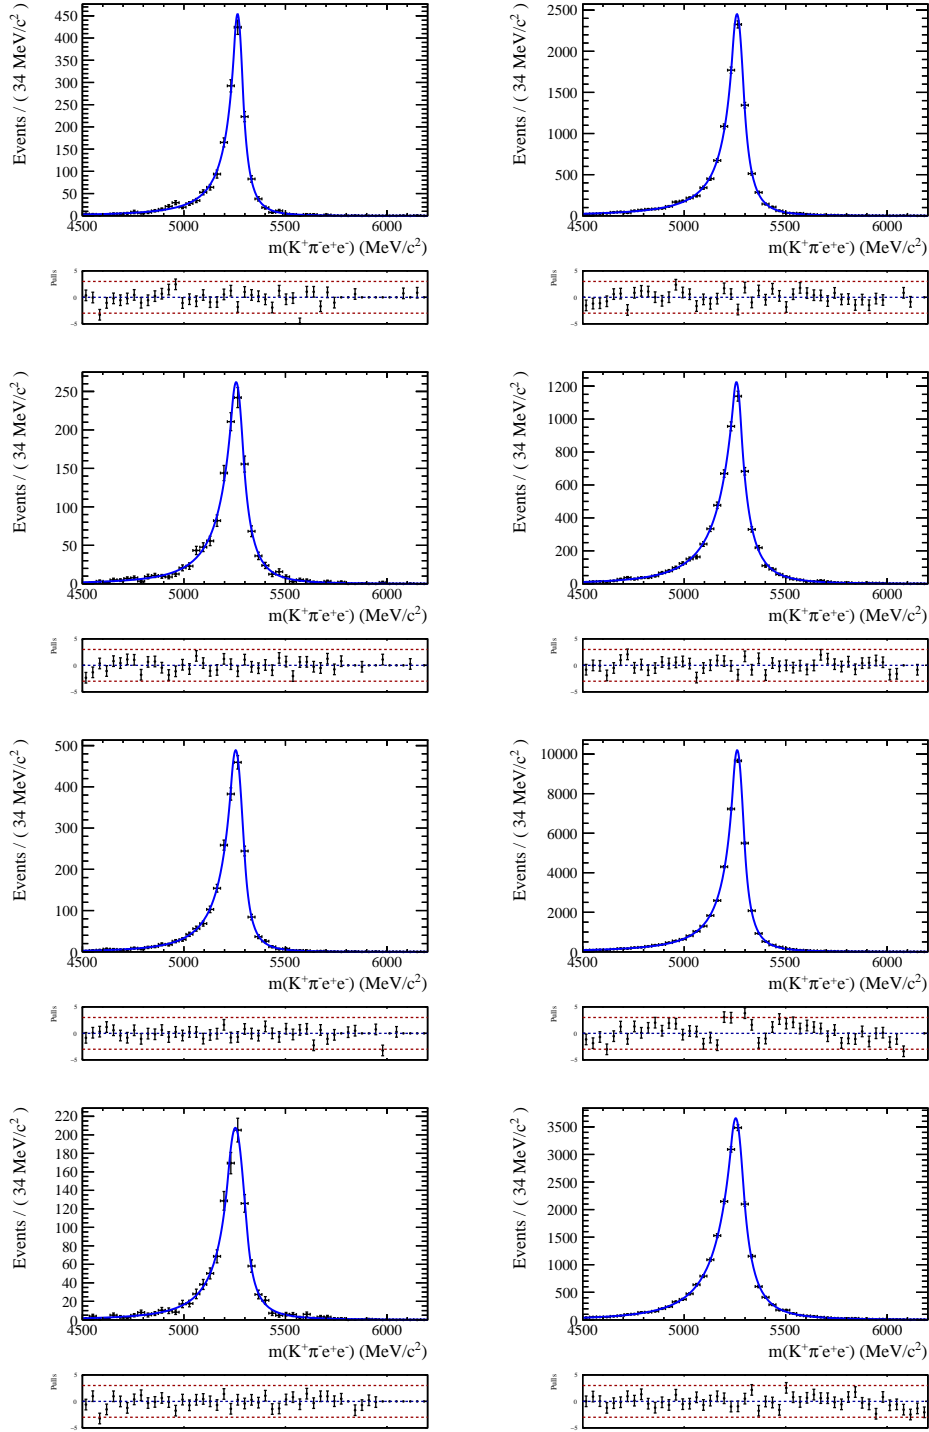 Events / ( 34 MeV/c² )
450
400
350
300
250
200
150
100
50
0
4500 5000 5500 6000
m(K⁺π⁻e⁺e⁻) (MeV/c²)
Pulls
5
0
−5
Events / ( 34 MeV/c² )
2500
2000
1500
1000
500
0
4500 5000 5500 6000
m(K⁺π⁻e⁺e⁻) (MeV/c²)
Pulls
5
0
−5
Events / ( 34 MeV/c² )
250
200
150
100
50
0
4500 5000 5500 6000
m(K⁺π⁻e⁺e⁻) (MeV/c²)
Pulls
5
0
−5
Events / ( 34 MeV/c² )
1200
1000
800
600
400
200
0
4500 5000 5500 6000
m(K⁺π⁻e⁺e⁻) (MeV/c²)
Pulls
5
0
−5
Events / ( 34 MeV/c² )
500
400
300
200
100
0
4500 5000 5500 6000
m(K⁺π⁻e⁺e⁻) (MeV/c²)
Pulls
5
0
−5
Events / ( 34 MeV/c² )
10000
8000
6000
4000
2000
0
4500 5000 5500 6000
m(K⁺π⁻e⁺e⁻) (MeV/c²)
Pulls
5
0
−5
Events / ( 34 MeV/c² )
220
200
180
160
140
120
100
80
60
40
20
0
4500 5000 5500 6000
m(K⁺π⁻e⁺e⁻) (MeV/c²)
Pulls
5
0
−5
Events / ( 34 MeV/c² )
3500
3000
2500
2000
1500
1000
500
0
4500 5000 5500 6000
m(K⁺π⁻e⁺e⁻) (MeV/c²)
Pulls
5
0
−5